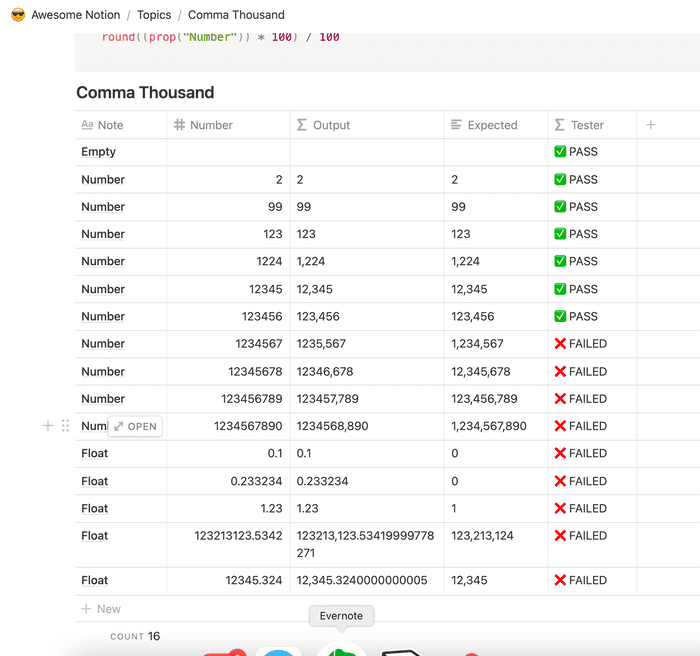 Awesome Notion / Topics / Comma Thousand
round((prop("Number")) * 100) / 100
Comma Thousand
Aa Note # Number Σ Output Expected Σ Tester +
Empty ✅ PASS
Number 2 2 2 ✅ PASS
Number 99 99 99 ✅ PASS
Number 123 123 123 ✅ PASS
Number 1224 1,224 1,224 ✅ PASS
Number 12345 12,345 12,345 ✅ PASS
Number 123456 123,456 123,456 ✅ PASS
Number 1234567 1235,567 1,234,567 ❌ FAILED
Number 12345678 12346,678 12,345,678 ❌ FAILED
Number 123456789 123457,789 123,456,789 ❌ FAILED
Num OPEN 1234567890 1234568,890 1,234,567,890 ❌ FAILED
Float 0.1 0.1 0 ❌ FAILED
Float 0.233234 0.233234 0 ❌ FAILED
Float 1.23 1.23 1 ❌ FAILED
Float 123213123.5342 123213,123.53419999778 123,213,124 ❌ FAILED
271
Float 12345.324 12,345.3240000000005 12,345 ❌ FAILED
+ New
Evernote
COUNT 16